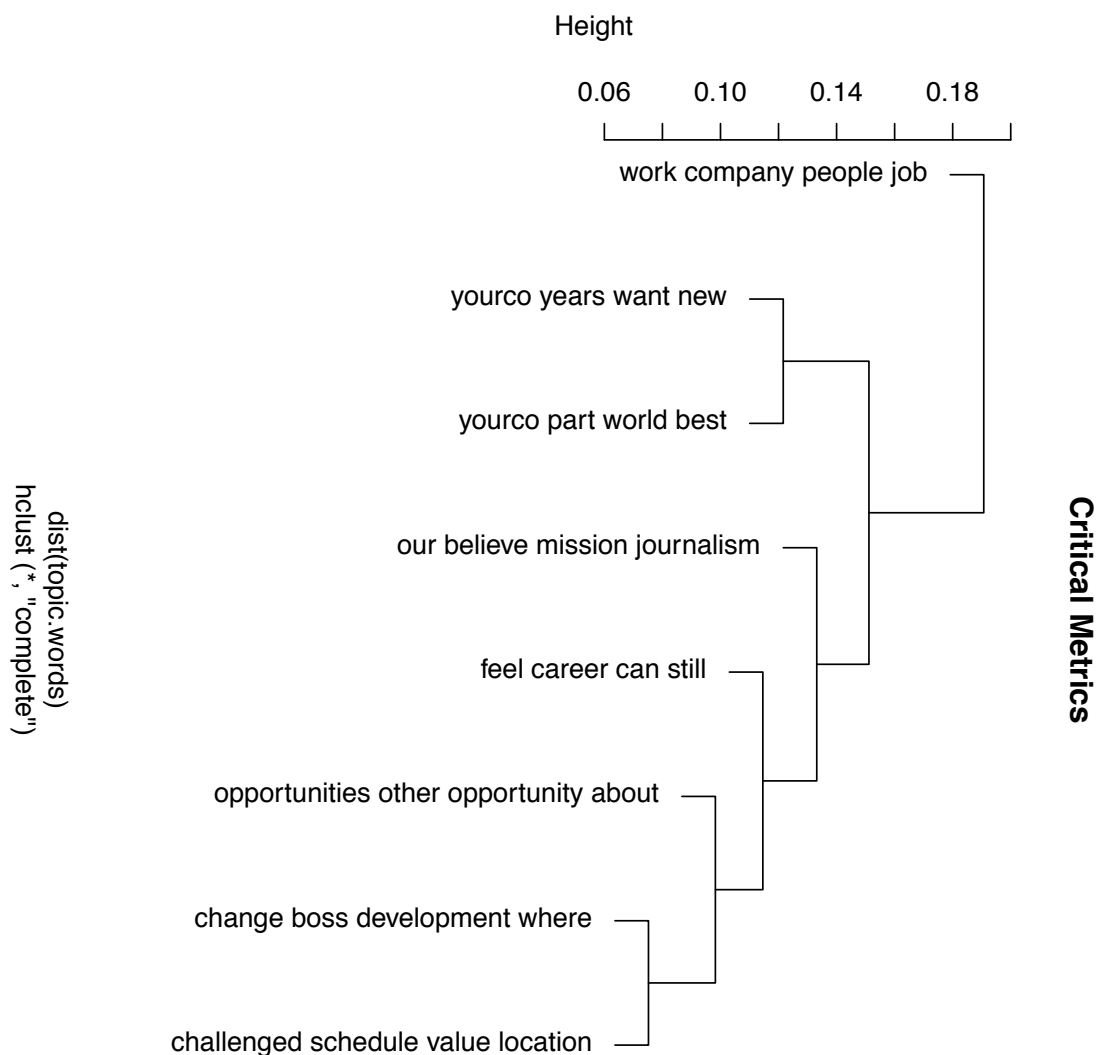 Height
0.06 0.10 0.14 0.18
work company people job
yourco years want new
yourco part world best
our believe mission journalism
feel career can still
opportunities other opportunity about
change boss development where
challenged schedule value location
Critical Metrics
dist(topic.words)
hclust (*, "complete")